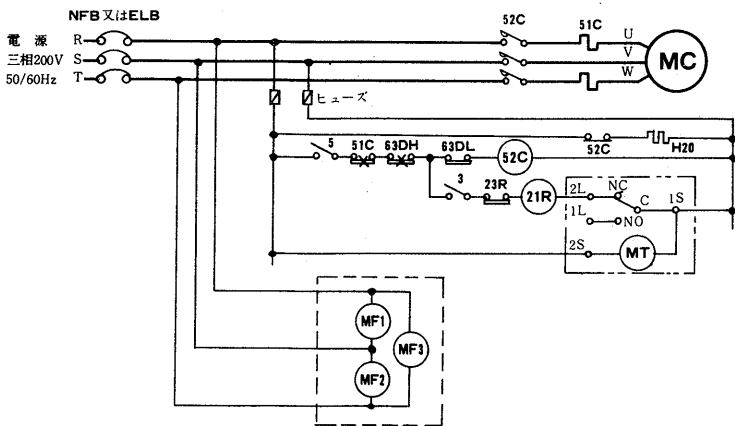 NFB又はELB
電源 R
三相200V S
50/60Hz T
52C
51C
U
V
W
MC
ヒューズ
52C
H20
5
51C
63DH
63DL
52C
3
23R
21R
2L
NC
C
1S
1L
NO
2S
MT
MF1
MF3
MF2